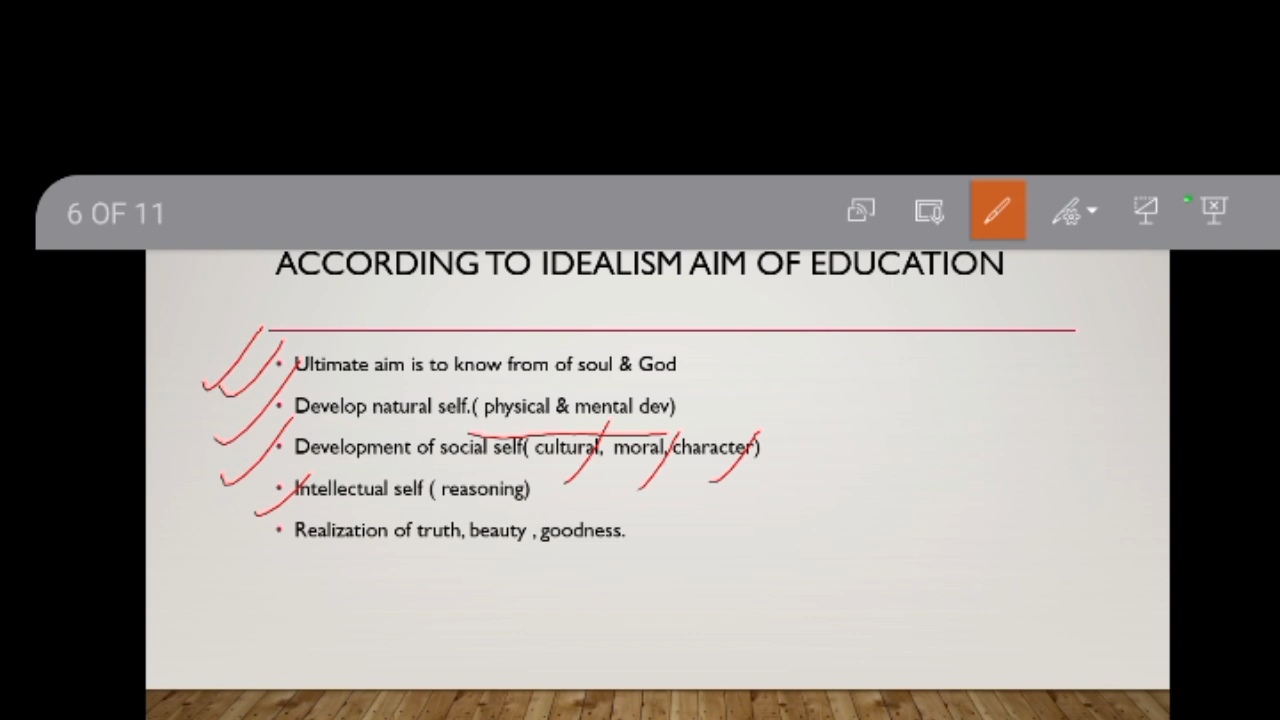 6 OF 11
ACCORDING TO IDEALISM AIM OF EDUCATION
• Ultimate aim is to know from of soul & God
• Develop natural self.( physical & mental dev)
• Development of social self( cultural, moral, character)
• Intellectual self ( reasoning)
• Realization of truth, beauty , goodness.